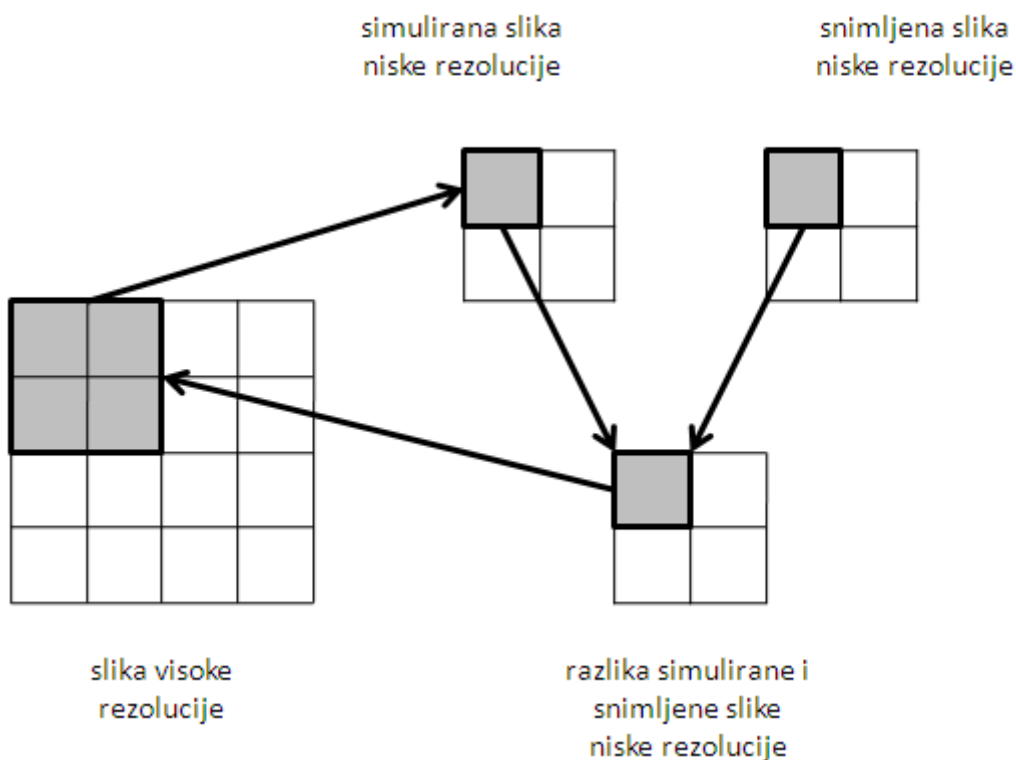 simulirana slika
niske rezolucije
snimljena slika
niske rezolucije
slika visoke
rezolucije
razlika simulirane i
snimljene slike
niske rezolucije